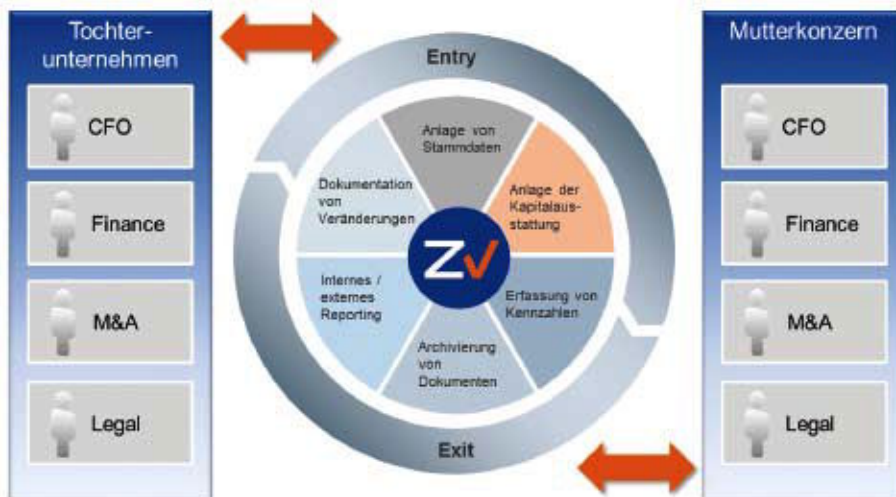 Tochter-
unternehmen
CFO
Finance
M&A
Legal
Entry
Anlage von
Stammdaten
Anlage der
Kapitalaus-
stattung
Erfassung von
Kennzahlen
Archivierung
von
Dokumenten
Internes /
externes
Reporting
Dokumentation
von
Veränderungen
ZV
Exit
Mutterkonzern
CFO
Finance
M&A
Legal